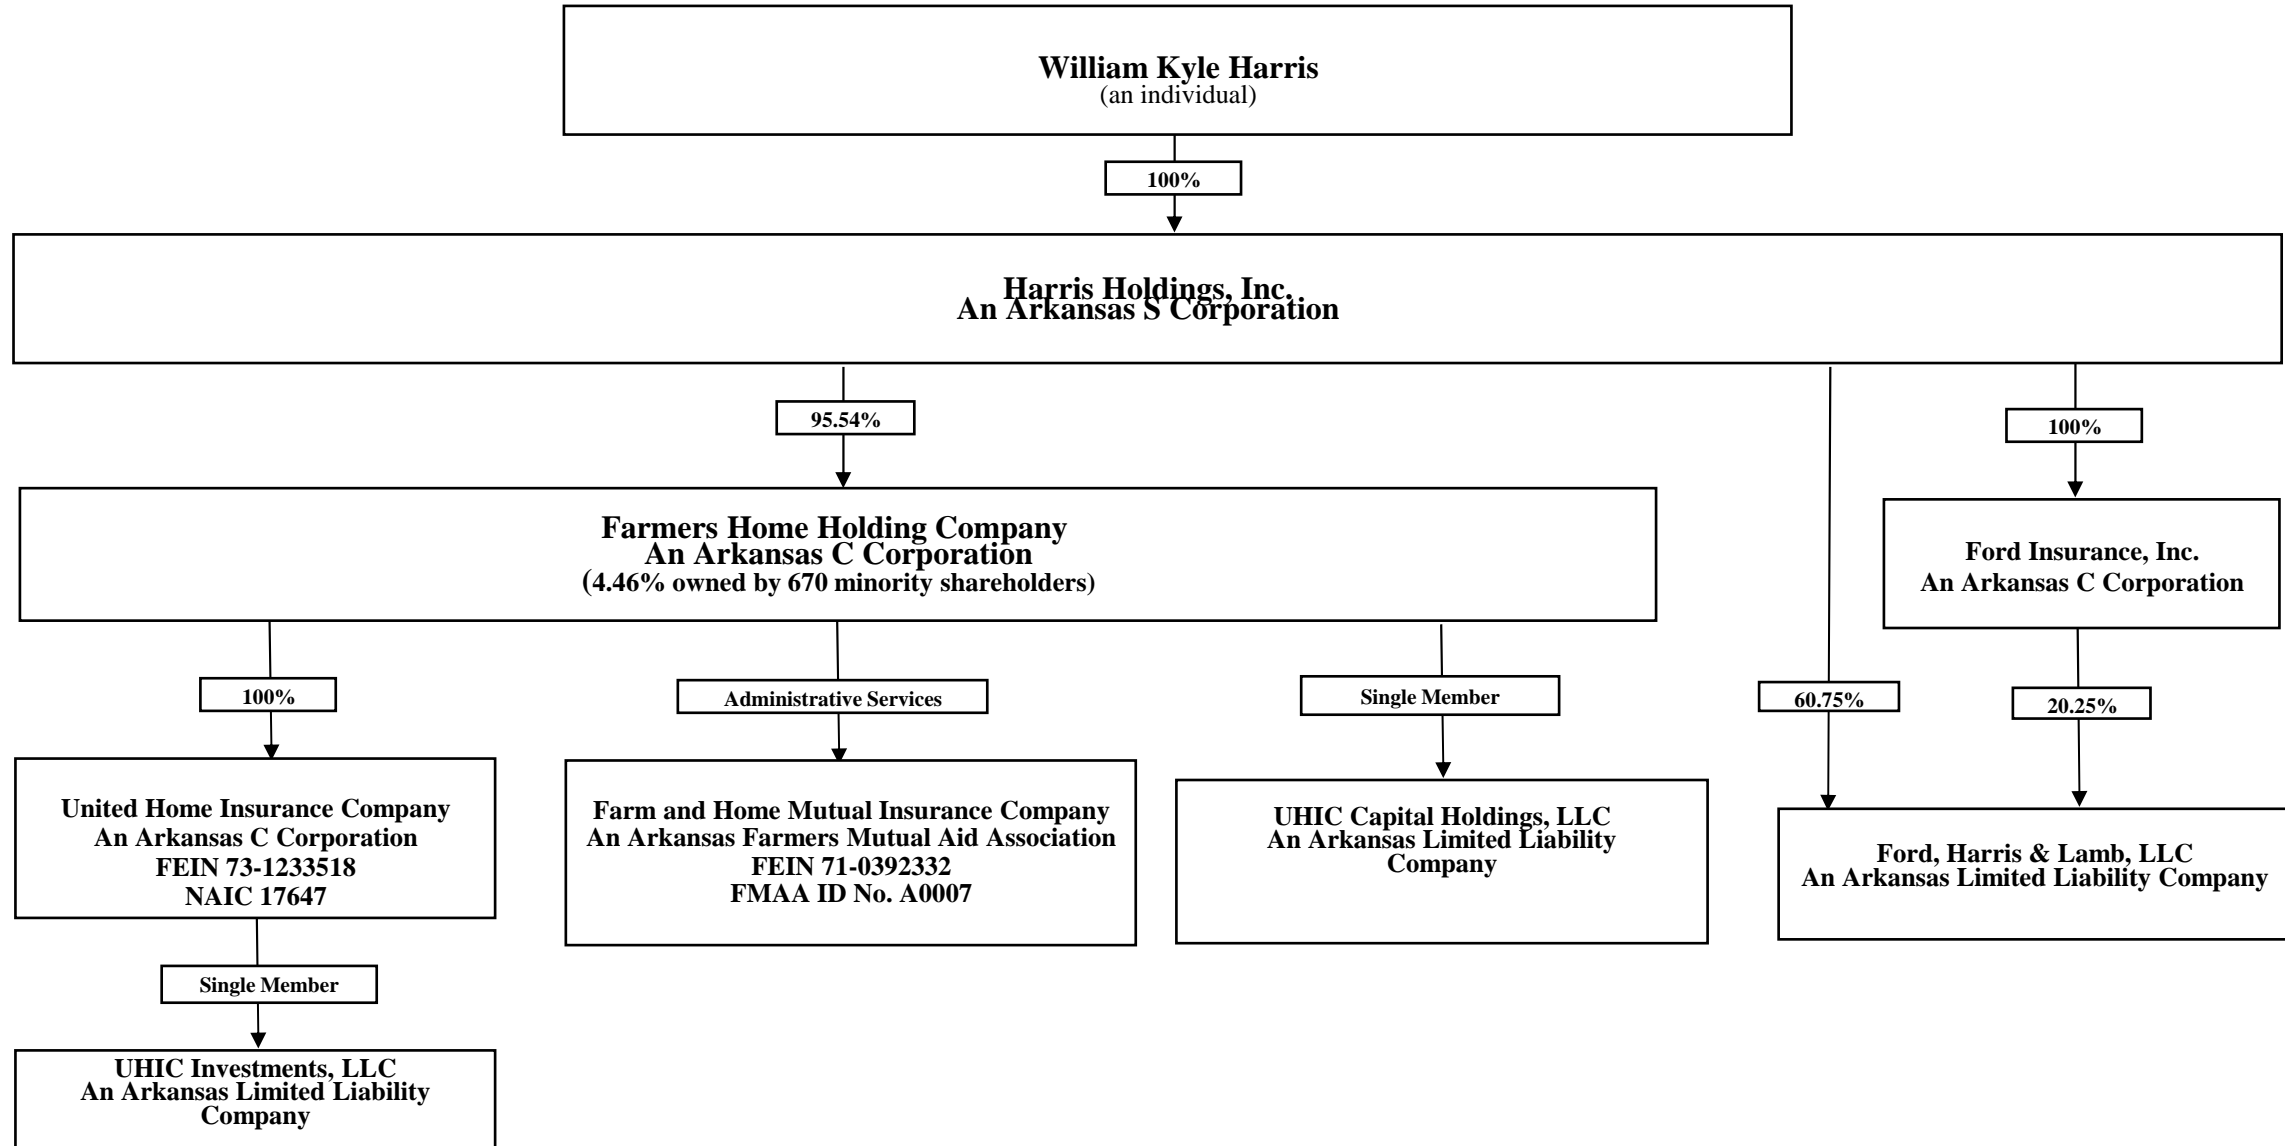 William Kyle Harris
(an individual)
100%
Harris Holdings, Inc.
An Arkansas S Corporation
95.54%
100%
Farmers Home Holding Company
An Arkansas C Corporation
(4.46% owned by 670 minority shareholders)
Ford Insurance, Inc.
An Arkansas C Corporation
100%
Administrative Services
Single Member
60.75%
20.25%
United Home Insurance Company
An Arkansas C Corporation
FEIN 73-1233518
NAIC 17647
Farm and Home Mutual Insurance Company
An Arkansas Farmers Mutual Aid Association
FEIN 71-0392332
FMAA ID No. A0007
UHIC Capital Holdings, LLC
An Arkansas Limited Liability
Company
Ford, Harris & Lamb, LLC
An Arkansas Limited Liability Company
Single Member
UHIC Investments, LLC
An Arkansas Limited Liability
Company